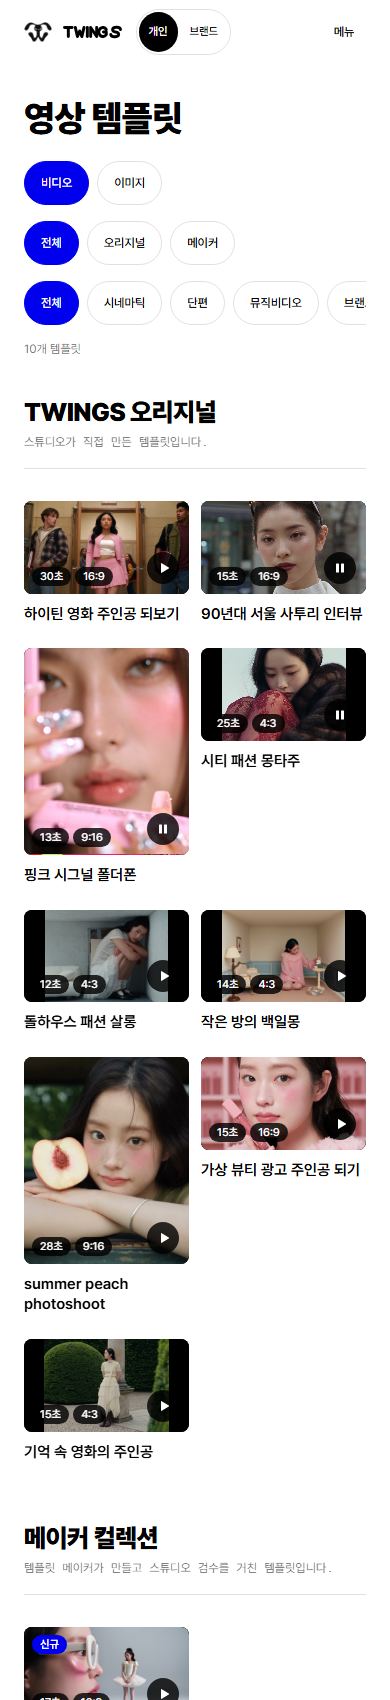 TWINGS 개인 브랜드 메뉴
영상 템플릿
비디오 이미지
전체 오리지널 메이커
전체 시네마틱 단편 뮤직비디오
10개 템플릿
TWINGS 오리지널
스튜디오가 직접 만든 템플릿입니다.
30초 16:9
15초 16:9
하이틴 영화 주인공 되보기
90년대 서울 사투리 인터뷰
13초 9:16
25초 4:3
시티 패션 몽타주
핑크 시그널 폴더폰
12초 4:3
14초 4:3
돌하우스 패션 살롱
작은 방의 백일몽
28초 9:16
15초 16:9
가상 뷰티 광고 주인공 되기
summer peach
photoshoot
15초 4:3
기억 속 영화의 주인공
메이커 컬렉션
템플릿 메이커가 만들고 스튜디오 검수를 거친 템플릿입니다.
신규